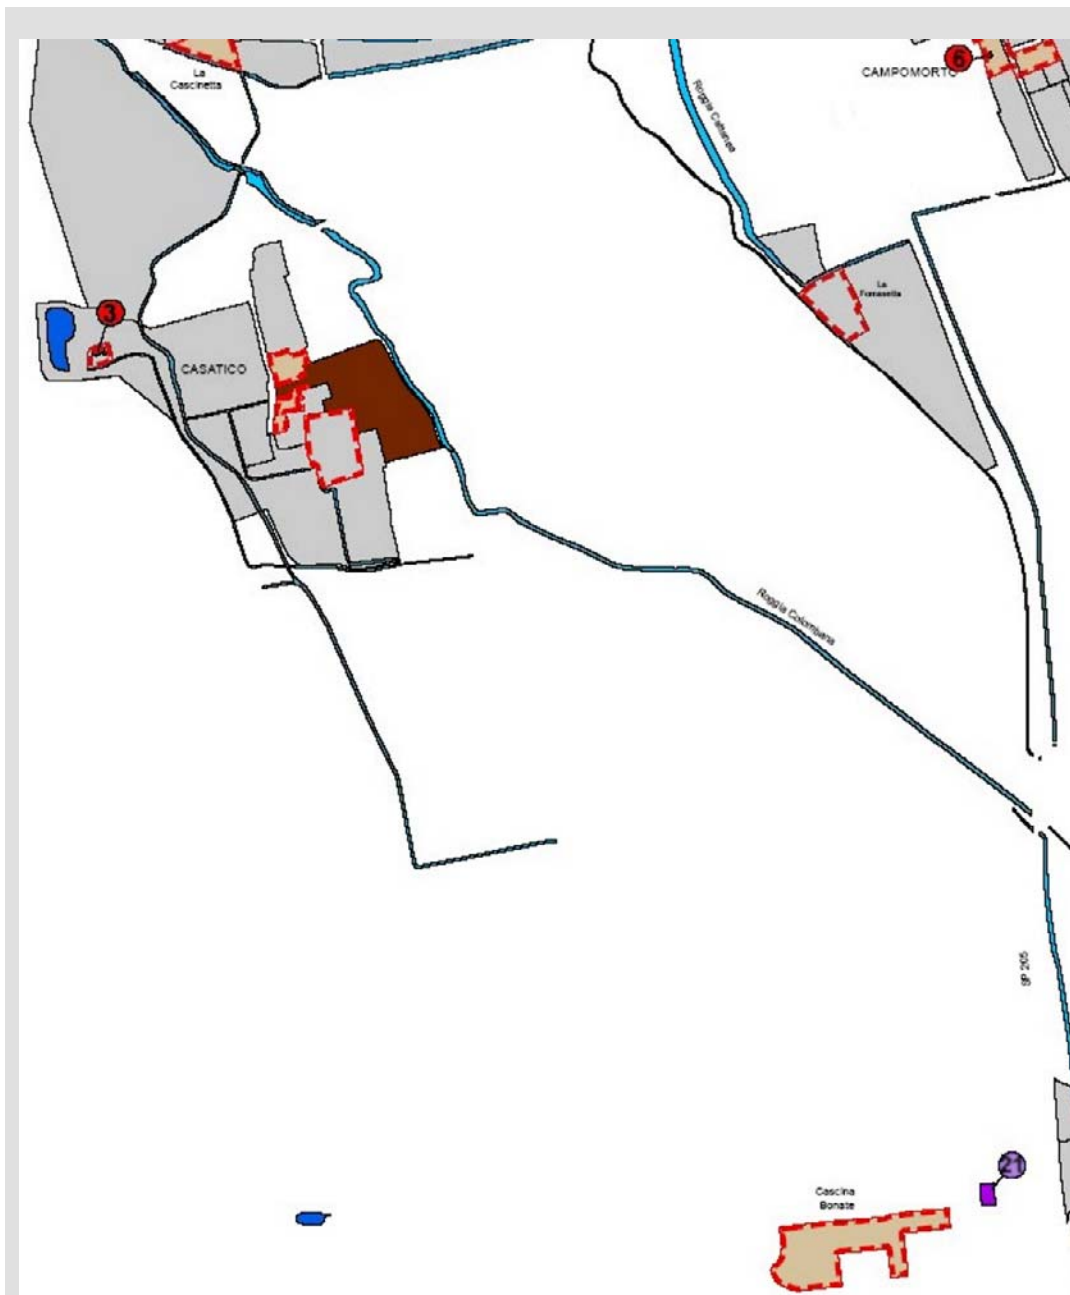 La
Cascinetta
6
CAMPOMORTO
Roggia Cattanea
La
Fornasetta
3
CASATICO
Roggia Colombana
SP 205
21
Cascina
Bonate